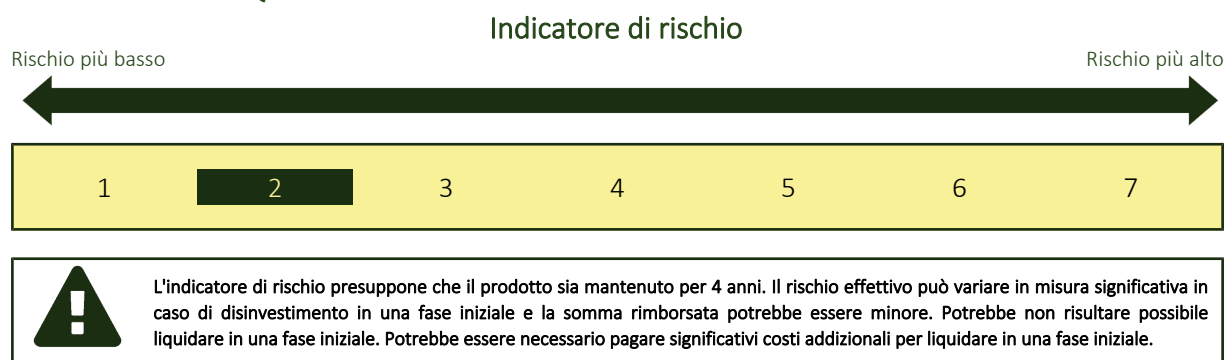 Indicatore di rischio
Rischio più basso
Rischio più alto
1 2 3 4 5 6 7
L'indicatore di rischio presuppone che il prodotto sia mantenuto per 4 anni. Il rischio effettivo può variare in misura significativa in
caso di disinvestimento in una fase iniziale e la somma rimborsata potrebbe essere minore. Potrebbe non risultare possibile
liquidare in una fase iniziale. Potrebbe essere necessario pagare significativi costi addizionali per liquidare in una fase iniziale.